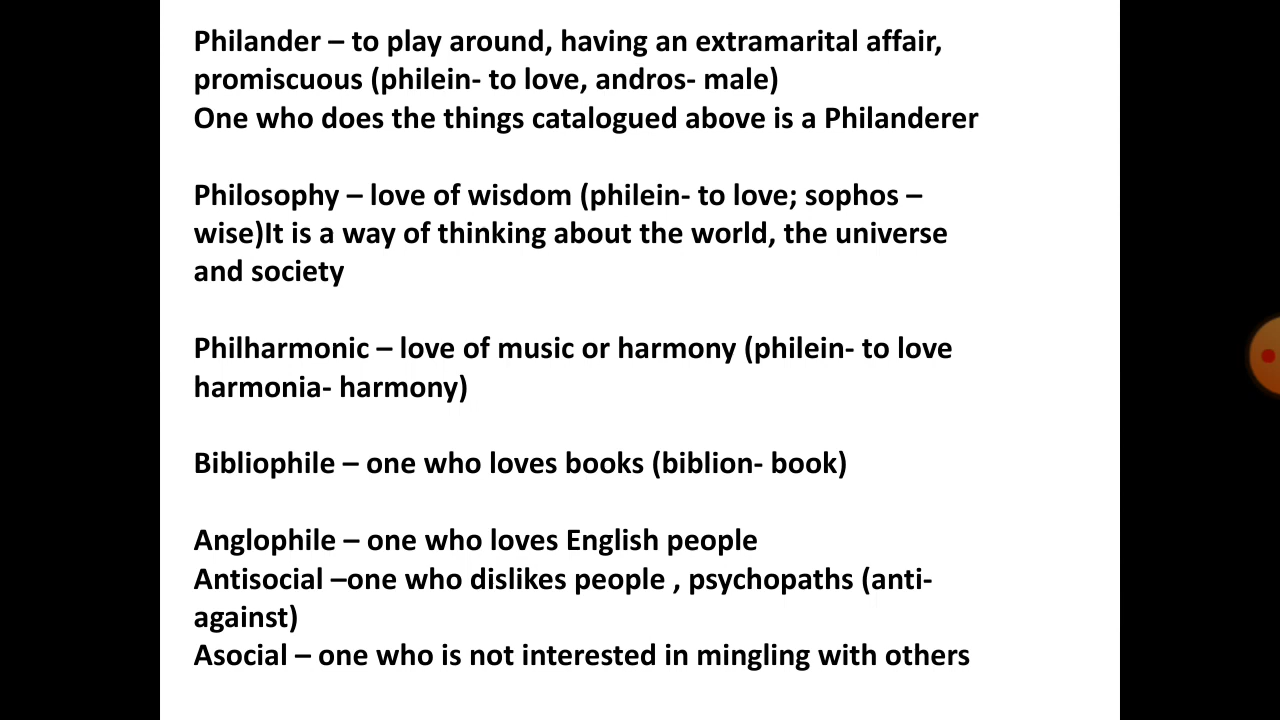 Philander – to play around, having an extramarital affair,
promiscuous (philein- to love, andros- male)
One who does the things catalogued above is a Philanderer
Philosophy – love of wisdom (philein- to love; sophos –
wise)It is a way of thinking about the world, the universe
and society
Philharmonic – love of music or harmony (philein- to love
harmonia- harmony)
Bibliophile – one who loves books (biblion- book)
Anglophile – one who loves English people
Antisocial –one who dislikes people , psychopaths (anti-
against)
Asocial – one who is not interested in mingling with others